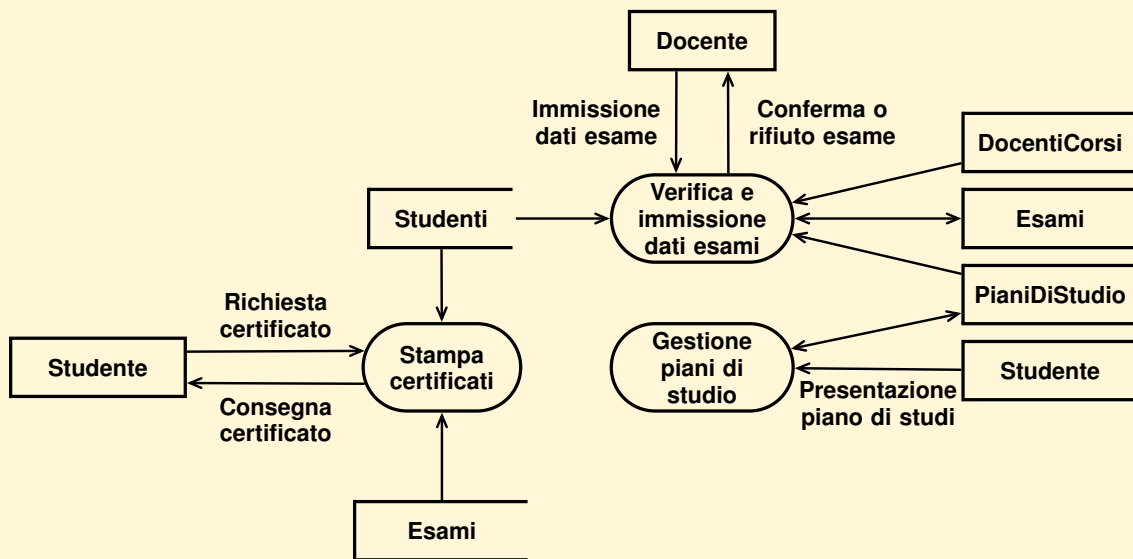 Docente
Immissione
dati esame
Conferma o
rifiuto esame
DocentiCorsi
Studenti
Verifica e
immissione
dati esami
Esami
PianiDiStudio
Richiesta
certificato
Studente
Stampa
certificati
Gestione
piani di
studio
Studente
Consegna
certificato
Presentazione
piano di studi
Esami